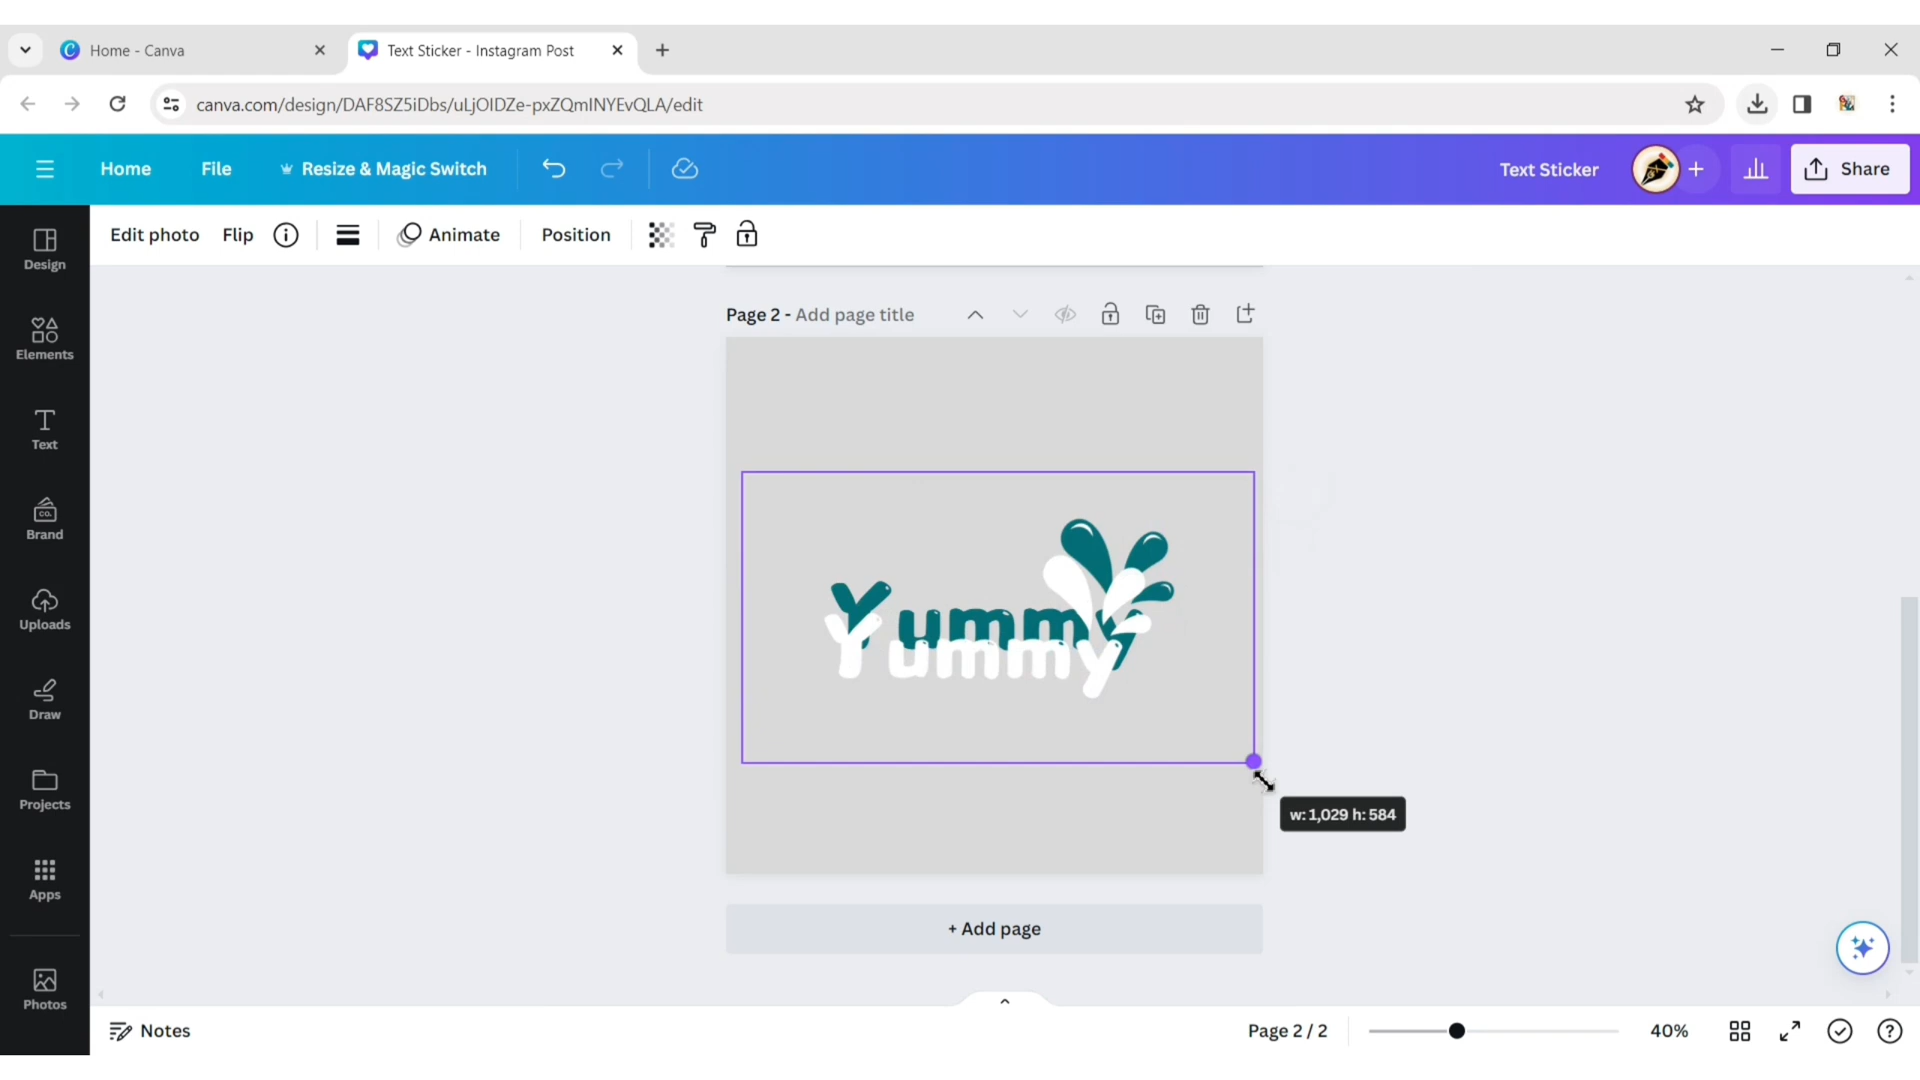 Home - Canva
Text Sticker - Instagram Post
canva.com/design/DAF8SZ5iDbs/uLjOIDZe-pxZQmINYEvQLA/edit
Home
File
Resize & Magic Switch
Text Sticker
Share
Design
Elements
Text
CO.
Brand
Uploads
Draw
Projects
Apps
Photos
Edit photo
Flip
Animate
Position
Page 2 - Add page title
Yummy
Yummy
w: 1,029 h: 584
+ Add page
Notes
Page 2 / 2
40%